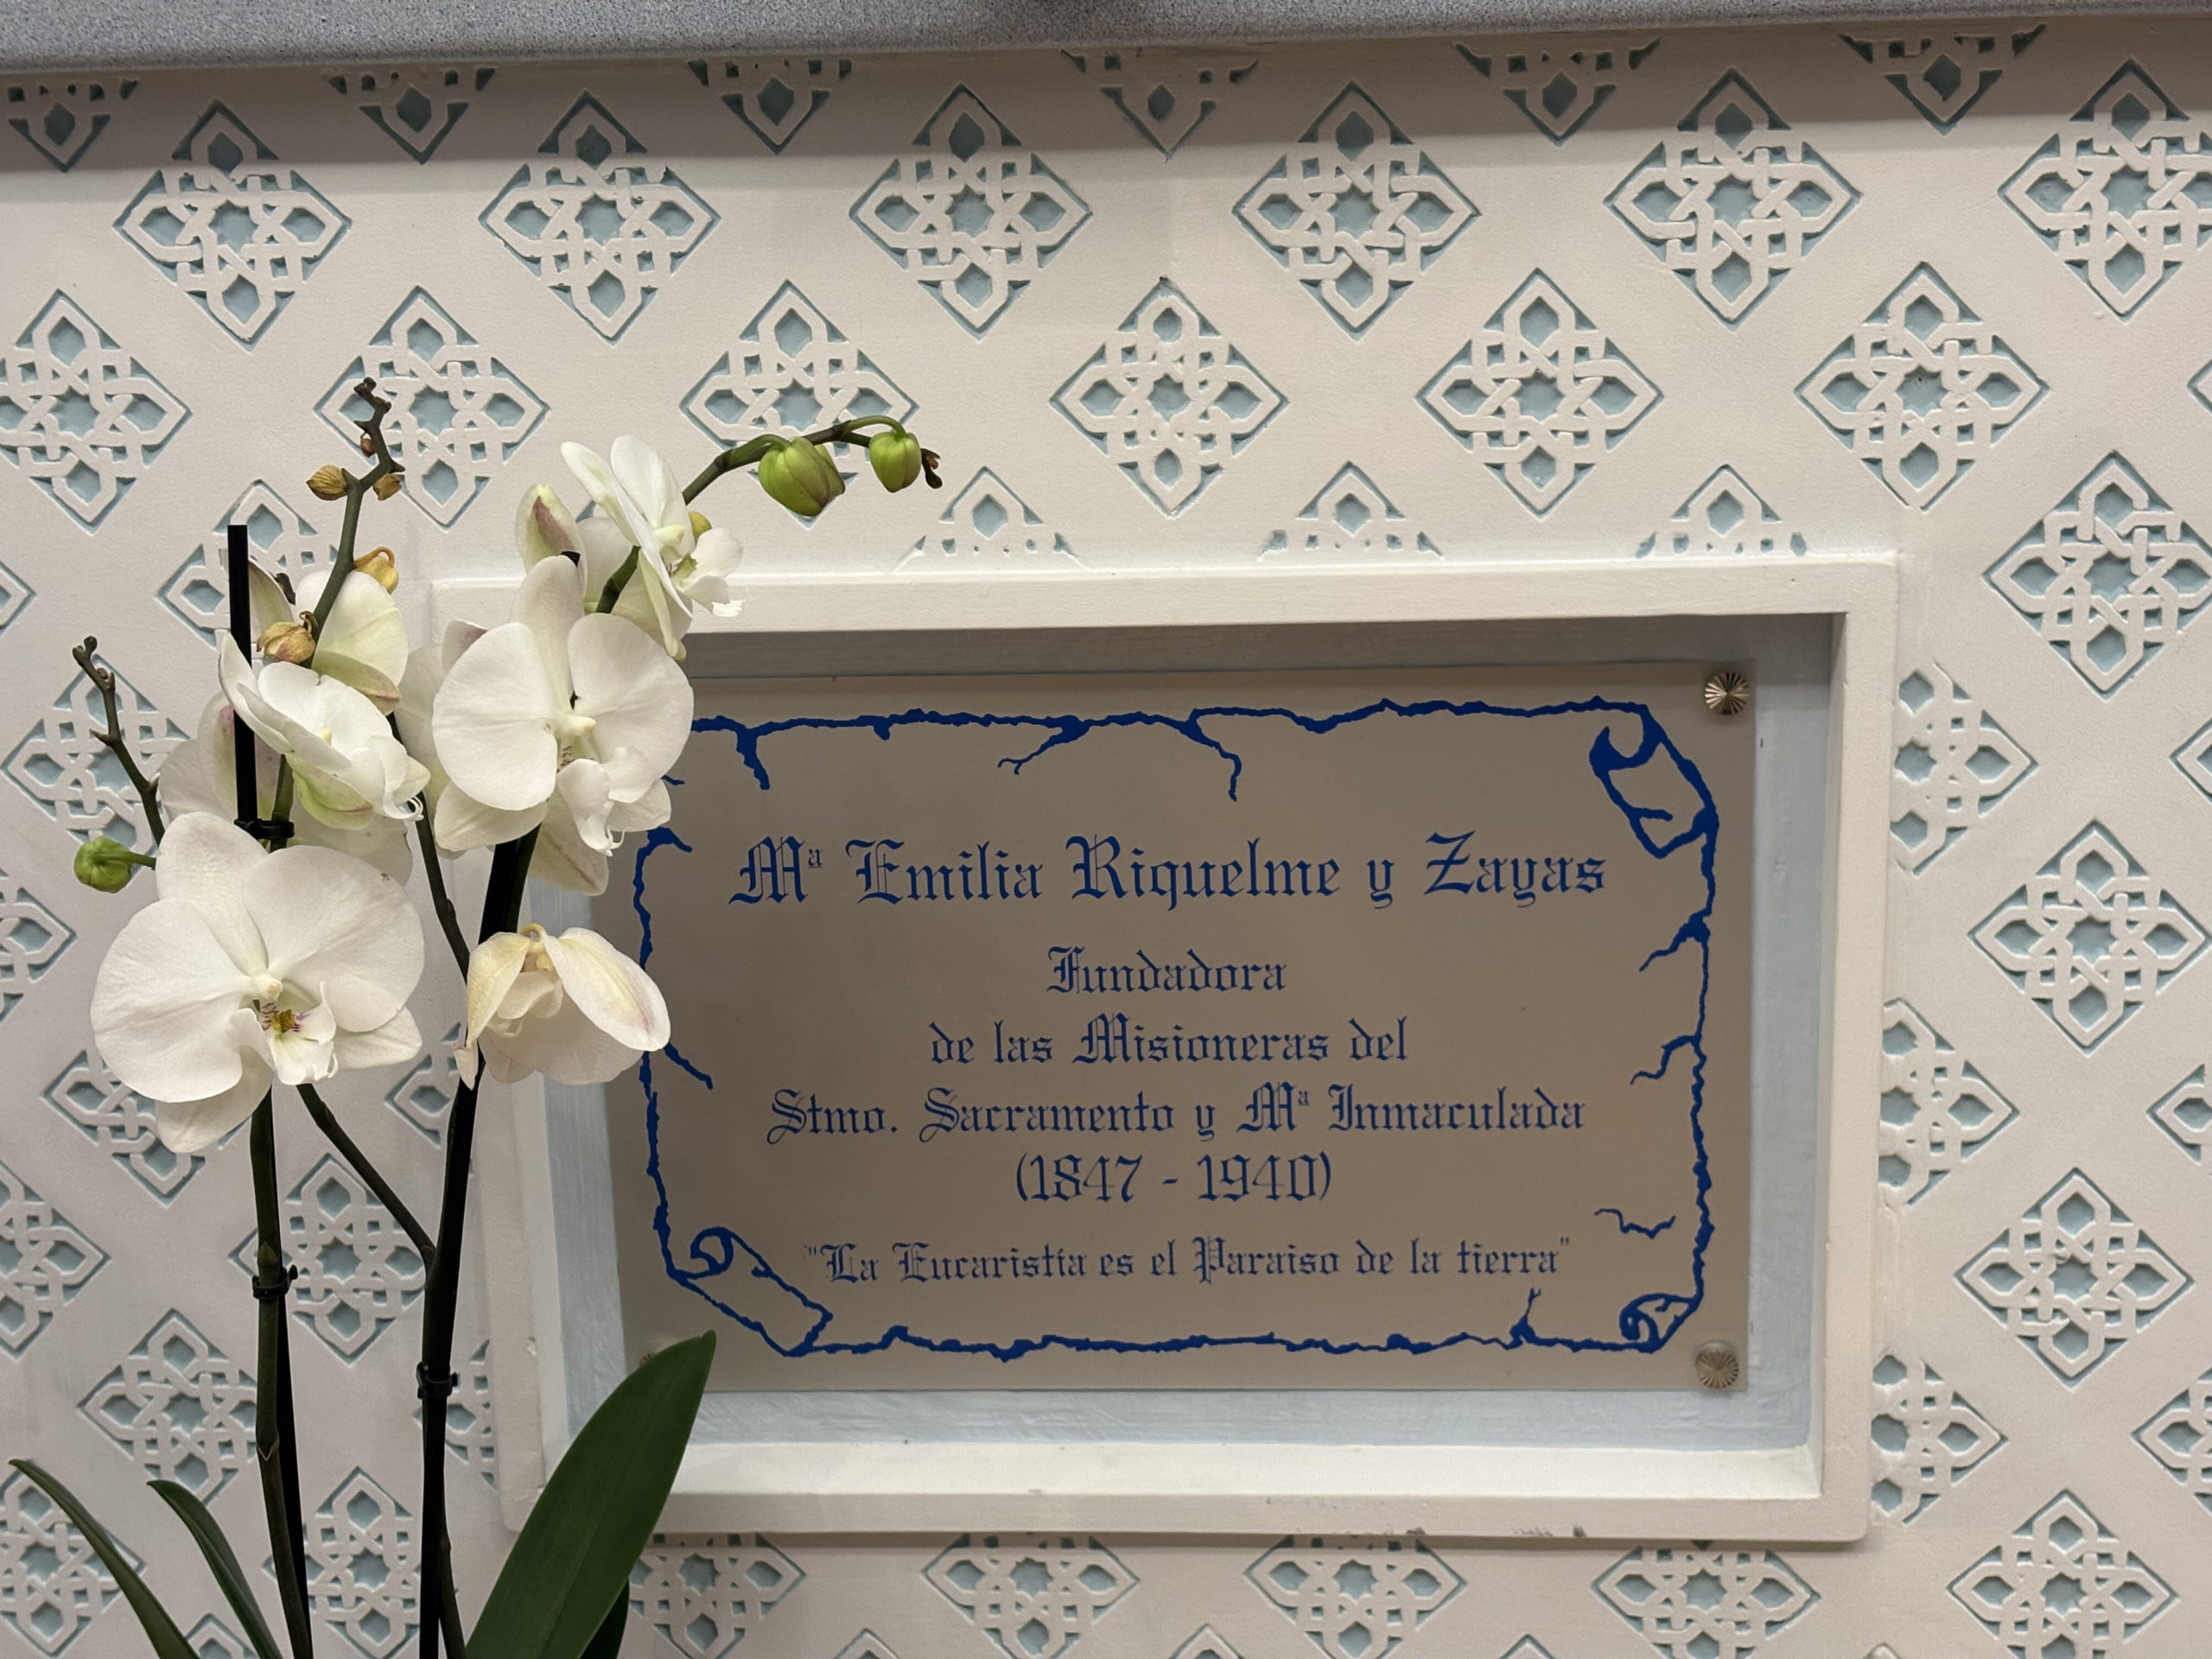 Mª Emilia Riquelme y Zayas
Fundadora
de las Misioneras del
Stmo. Sacramento y Mª Inmaculada
(1847 - 1940)
"La Eucaristía es el Paraiso de la tierra"